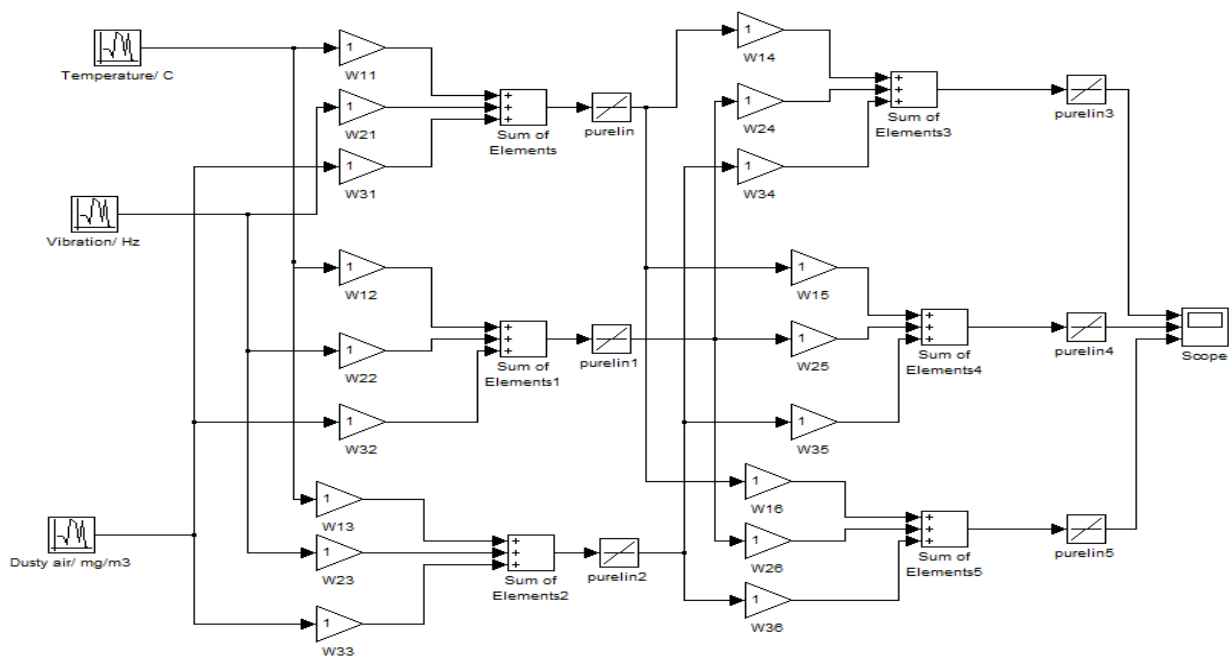 Temperature/ C
Vibration/ Hz
Dusty air/ mg/m3
1
W11
1
W21
1
W31
1
W12
1
W22
1
W32
1
W13
1
W23
1
W33
+
+
+
Sum of
Elements
+
+
+
Sum of
Elements1
+
+
+
Sum of
Elements2
purelin
purelin1
purelin2
1
W14
1
W24
1
W34
1
W15
1
W25
1
W35
1
W16
1
W26
1
W36
+
+
+
Sum of
Elements3
+
+
+
Sum of
Elements4
+
+
+
Sum of
Elements5
purelin3
purelin4
purelin5
Scope